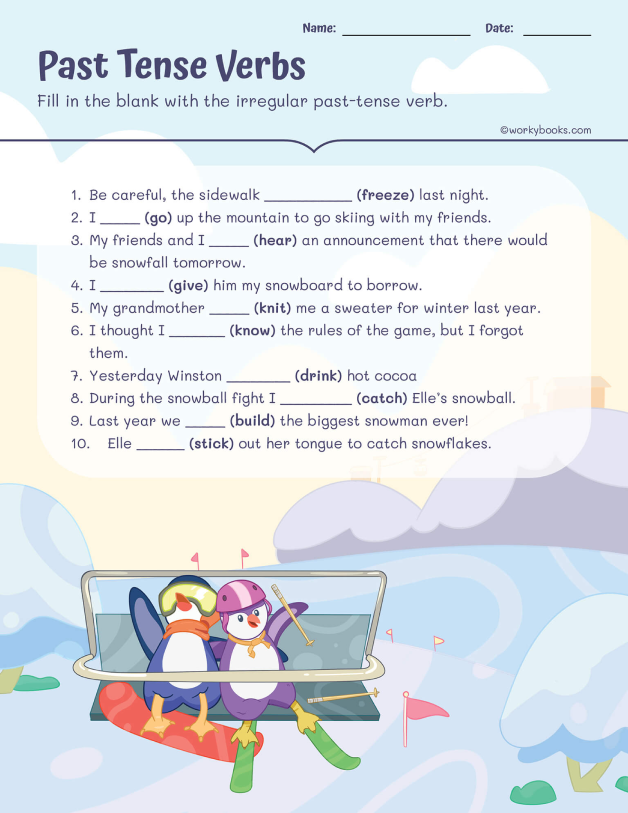 Name: ____________ Date: ________
Past Tense Verbs
Fill in the blank with the irregular past-tense verb.
©workybooks.com
1. Be careful, the sidewalk ___________ (freeze) last night.
2. I _____ (go) up the mountain to go skiing with my friends.
3. My friends and I _____ (hear) an announcement that there would
be snowfall tomorrow.
4. I ________ (give) him my snowboard to borrow.
5. My grandmother _____ (knit) me a sweater for winter last year.
6. I thought I _______ (know) the rules of the game, but I forgot
them.
7. Yesterday Winston ________ (drink) hot cocoa
8. During the snowball fight I _________ (catch) Elle's snowball.
9. Last year we _____ (build) the biggest snowman ever!
10. Elle ______ (stick) out her tongue to catch snowflakes.